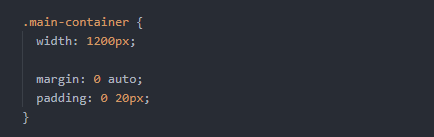 .main-container {
  width: 1200px;

  margin: 0 auto;
  padding: 0 20px;
}